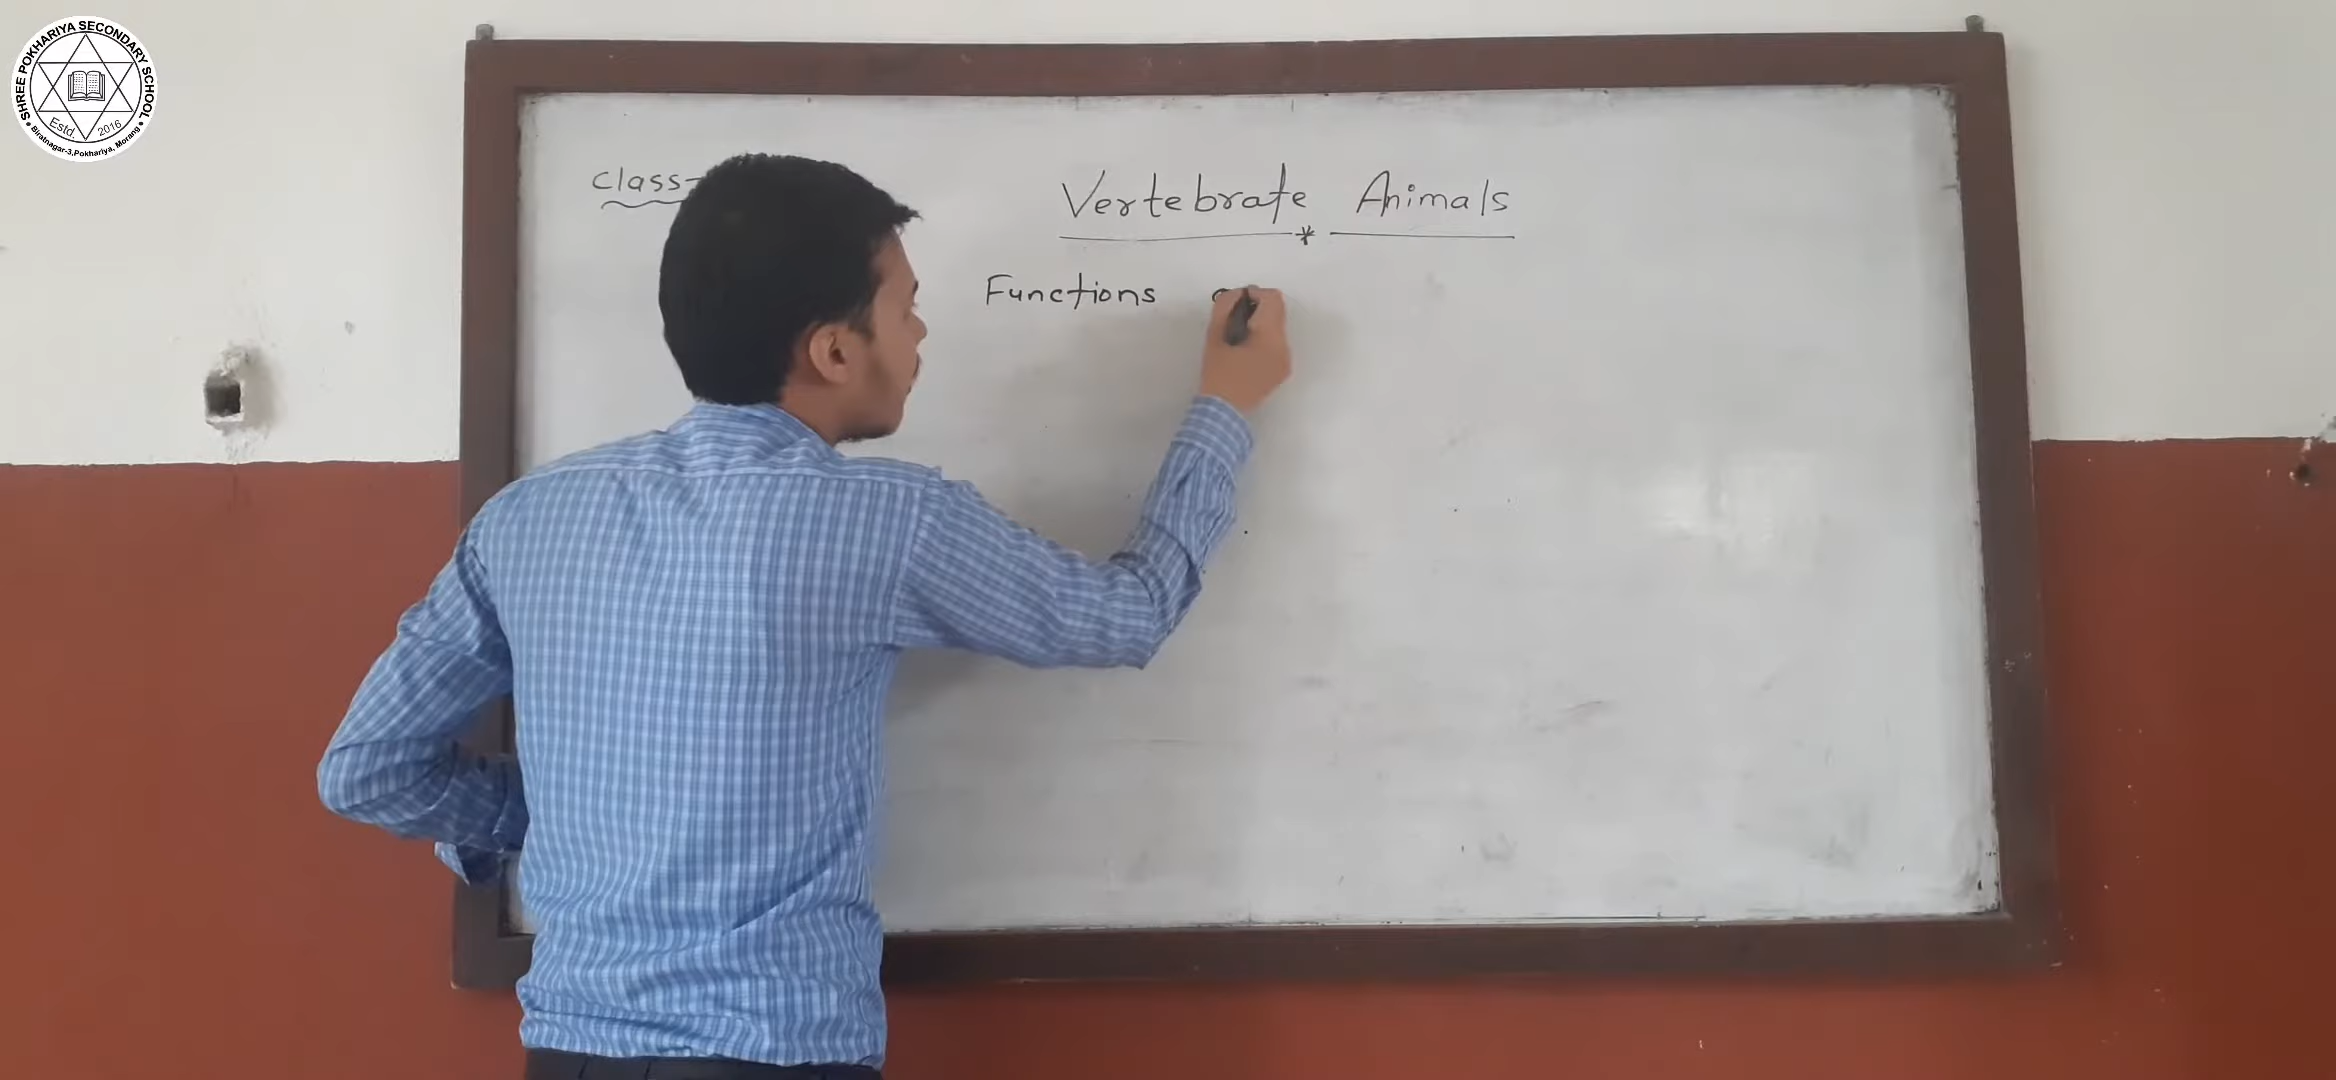 SHREE POKHARIYA SECONDARY SCHOOL
Estd. 2016
Biratnagar-3,Pokhariya, Morang
class-
Vertebrate Animals
Functions